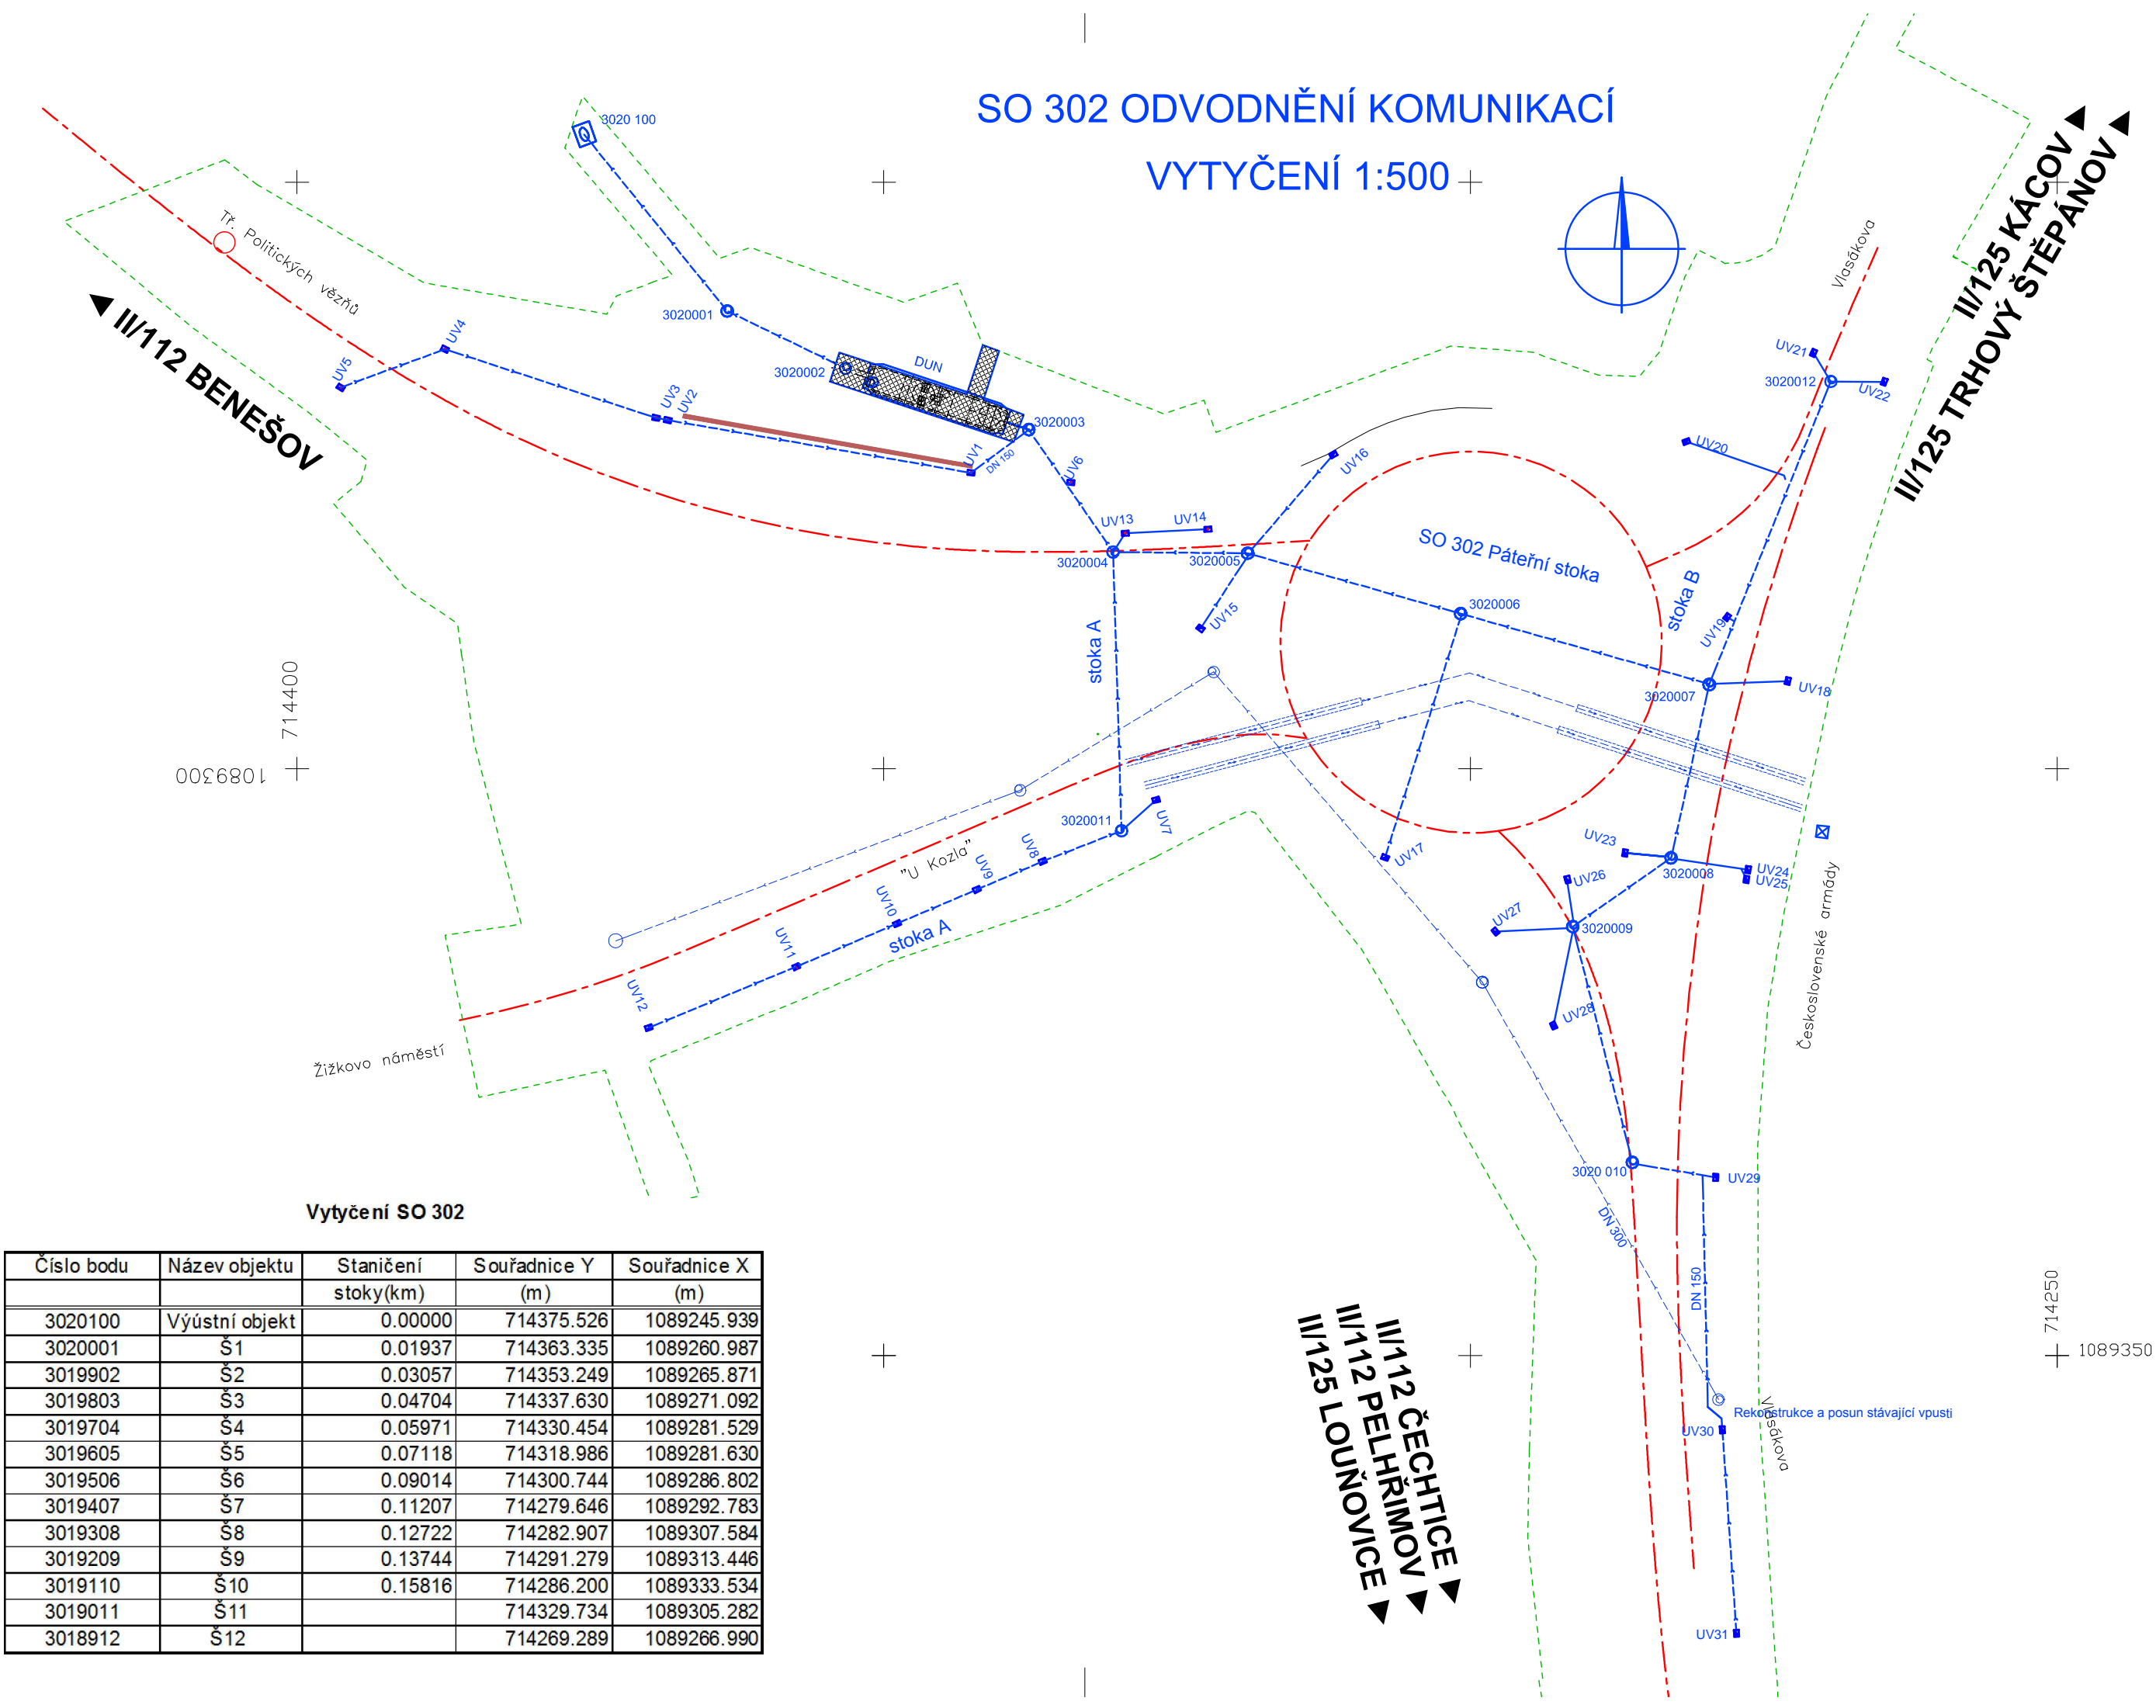 SO 302 ODVODNĚNÍ KOMUNIKACÍ
VYTYČENÍ 1:500
3020 100
Tř. Politických vězňů
◄ II/112 BENEŠOV
II/125 KÁCOV ►
II/125 TRHOVÝ ŠTĚPÁNOV ►
Vlasákova
3020001
3020002
DUN
3020003
UV5
UV4
UV3
UV2
UV1
DN 150
UV6
UV13
UV14
3020004
3020005
UV16
UV15
SO 302 Páteřní stoka
3020006
stoka B
UV21
3020012
UV22
UV20
UV19
3020007
UV18
stoka A
714400
1089300
3020011
UV7
UV8
UV9
"U Kozla"
UV10
stoka A
UV11
UV12
Žižkovo náměstí
UV17
UV23
3020008
UV24
UV25
UV26
UV27
3020009
UV28
Československé armády
3020 010
UV29
DN 300
DN 150
714250
1089350
Rekonstrukce a posun stávající vpusti
Vlasákova
UV30
UV31
II/112 ČECHTICE ►
II/112 PELHŘIMOV ►
II/125 LOUŇOVICE ►
Vytyčení SO 302
Číslo bodu Název objektu Staničení Souřadnice Y Souřadnice X
stoky(km) (m) (m)
3020100 Výústní objekt 0.00000 714375.526 1089245.939
3020001 Š1 0.01937 714363.335 1089260.987
3019902 Š2 0.03057 714353.249 1089265.871
3019803 Š3 0.04704 714337.630 1089271.092
3019704 Š4 0.05971 714330.454 1089281.529
3019605 Š5 0.07118 714318.986 1089281.630
3019506 Š6 0.09014 714300.744 1089286.802
3019407 Š7 0.11207 714279.646 1089292.783
3019308 Š8 0.12722 714282.907 1089307.584
3019209 Š9 0.13744 714291.279 1089313.446
3019110 Š10 0.15816 714286.200 1089333.534
3019011 Š11 714329.734 1089305.282
3018912 Š12 714269.289 1089266.990